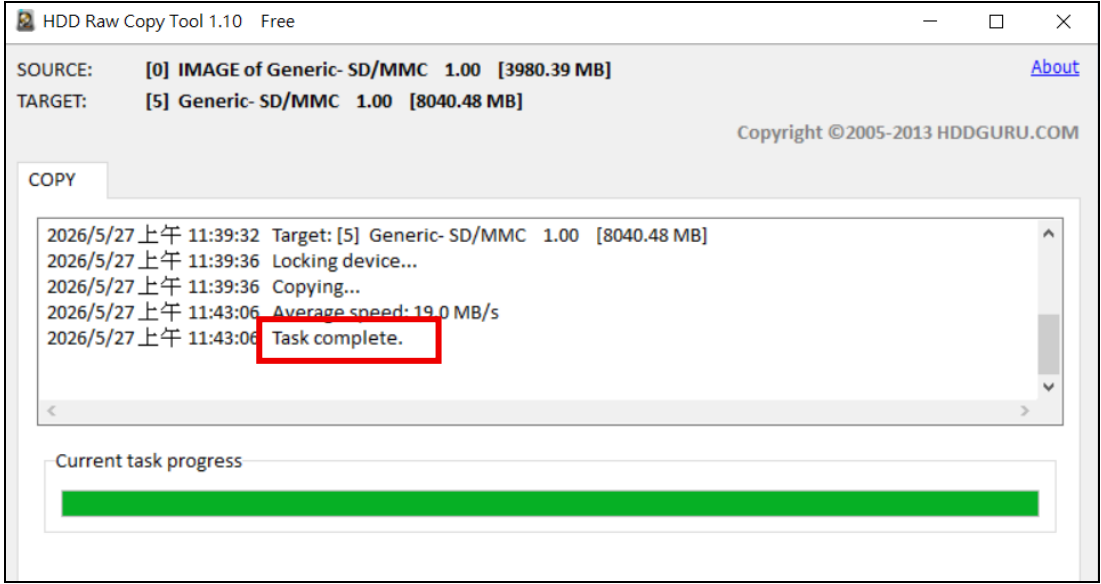 HDD Raw Copy Tool 1.10 Free
SOURCE: [0] IMAGE of Generic- SD/MMC 1.00 [3980.39 MB] About
TARGET: [5] Generic- SD/MMC 1.00 [8040.48 MB]
Copyright ©2005-2013 HDDGURU.COM
COPY
2026/5/27 上午 11:39:32 Target: [5] Generic- SD/MMC 1.00 [8040.48 MB]
2026/5/27 上午 11:39:36 Locking device...
2026/5/27 上午 11:39:36 Copying...
2026/5/27 上午 11:43:06 Average speed: 19.0 MB/s
2026/5/27 上午 11:43:06 Task complete.
Current task progress